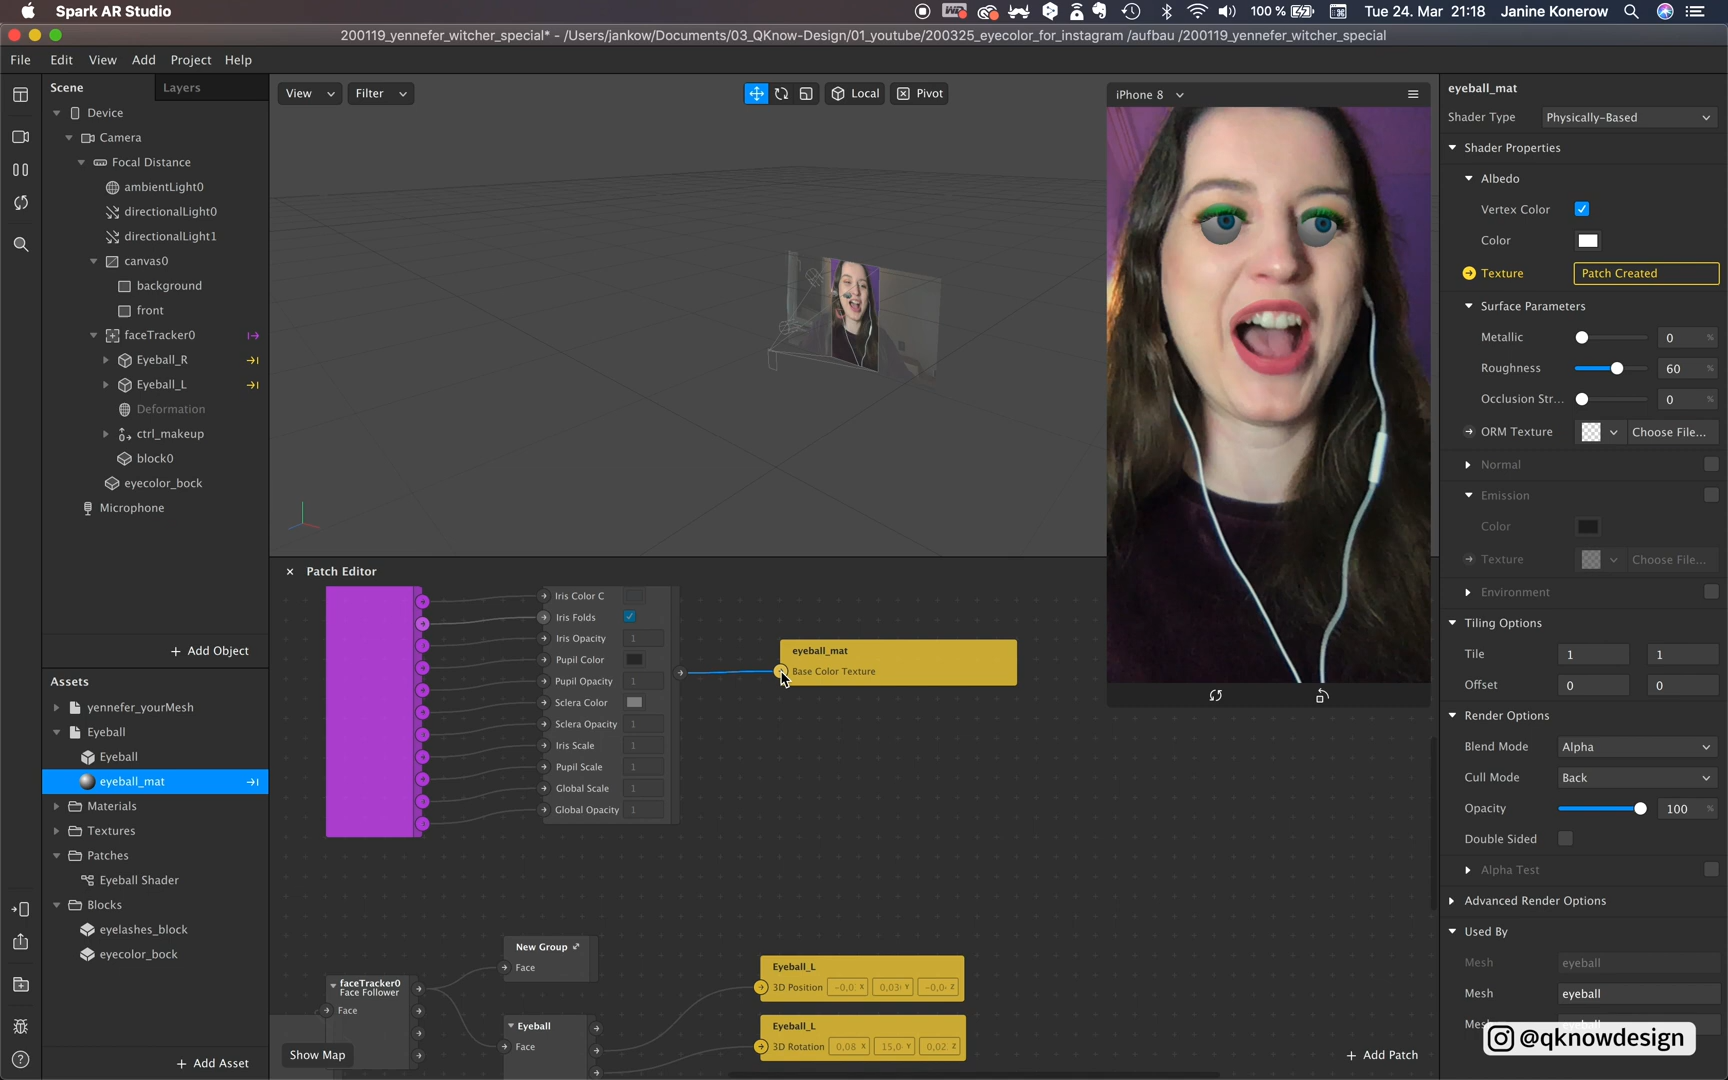 Spark AR Studio
100 %
Tue 24. Mar 21:18
Janine Konerow
200119_yennefer_witcher_special* - /Users/jankow/Documents/03_QKnow-Design/01_youtube/200325_eyecolor_for_instagram /aufbau /200119_yennefer_witcher_special
File Edit View Add Project Help
Scene
Layers
Device
Camera
Focal Distance
ambientLight0
directionalLight0
directionalLight1
canvas0
background
front
faceTracker0
Eyeball_R
Eyeball_L
Deformation
ctrl_makeup
block0
eyecolor_bock
Microphone
+ Add Object
Assets
yennefer_yourMesh
Eyeball
Eyeball
eyeball_mat
Materials
Textures
Patches
Eyeball Shader
Blocks
eyelashes_block
eyecolor_bock
+ Add Asset
View
Filter
Local
Pivot
iPhone 8
Patch Editor
Iris Color C
Iris Folds
Iris Opacity 1
Pupil Color
Pupil Opacity 1
Sclera Color
Sclera Opacity 1
Iris Scale 1
Pupil Scale 1
Global Scale 1
Global Opacity 1
eyeball_mat
Base Color Texture
New Group
Face
faceTracker0
Face Follower
Face
Eyeball
Face
Eyeball_L
3D Position
Eyeball_L
3D Rotation
Show Map
+ Add Patch
eyeball_mat
Shader Type Physically-Based
Shader Properties
Albedo
Vertex Color
Color
Texture Patch Created
Surface Parameters
Metallic 0 %
Roughness 60 %
Occlusion Str... 0 %
ORM Texture Choose File...
Normal
Emission
Color
Texture Choose File...
Environment
Tiling Options
Tile 1 1
Offset 0 0
Render Options
Blend Mode Alpha
Cull Mode Back
Opacity 100 %
Double Sided
Alpha Test
Advanced Render Options
Used By
Mesh eyeball
Mesh eyeball
@qknowdesign